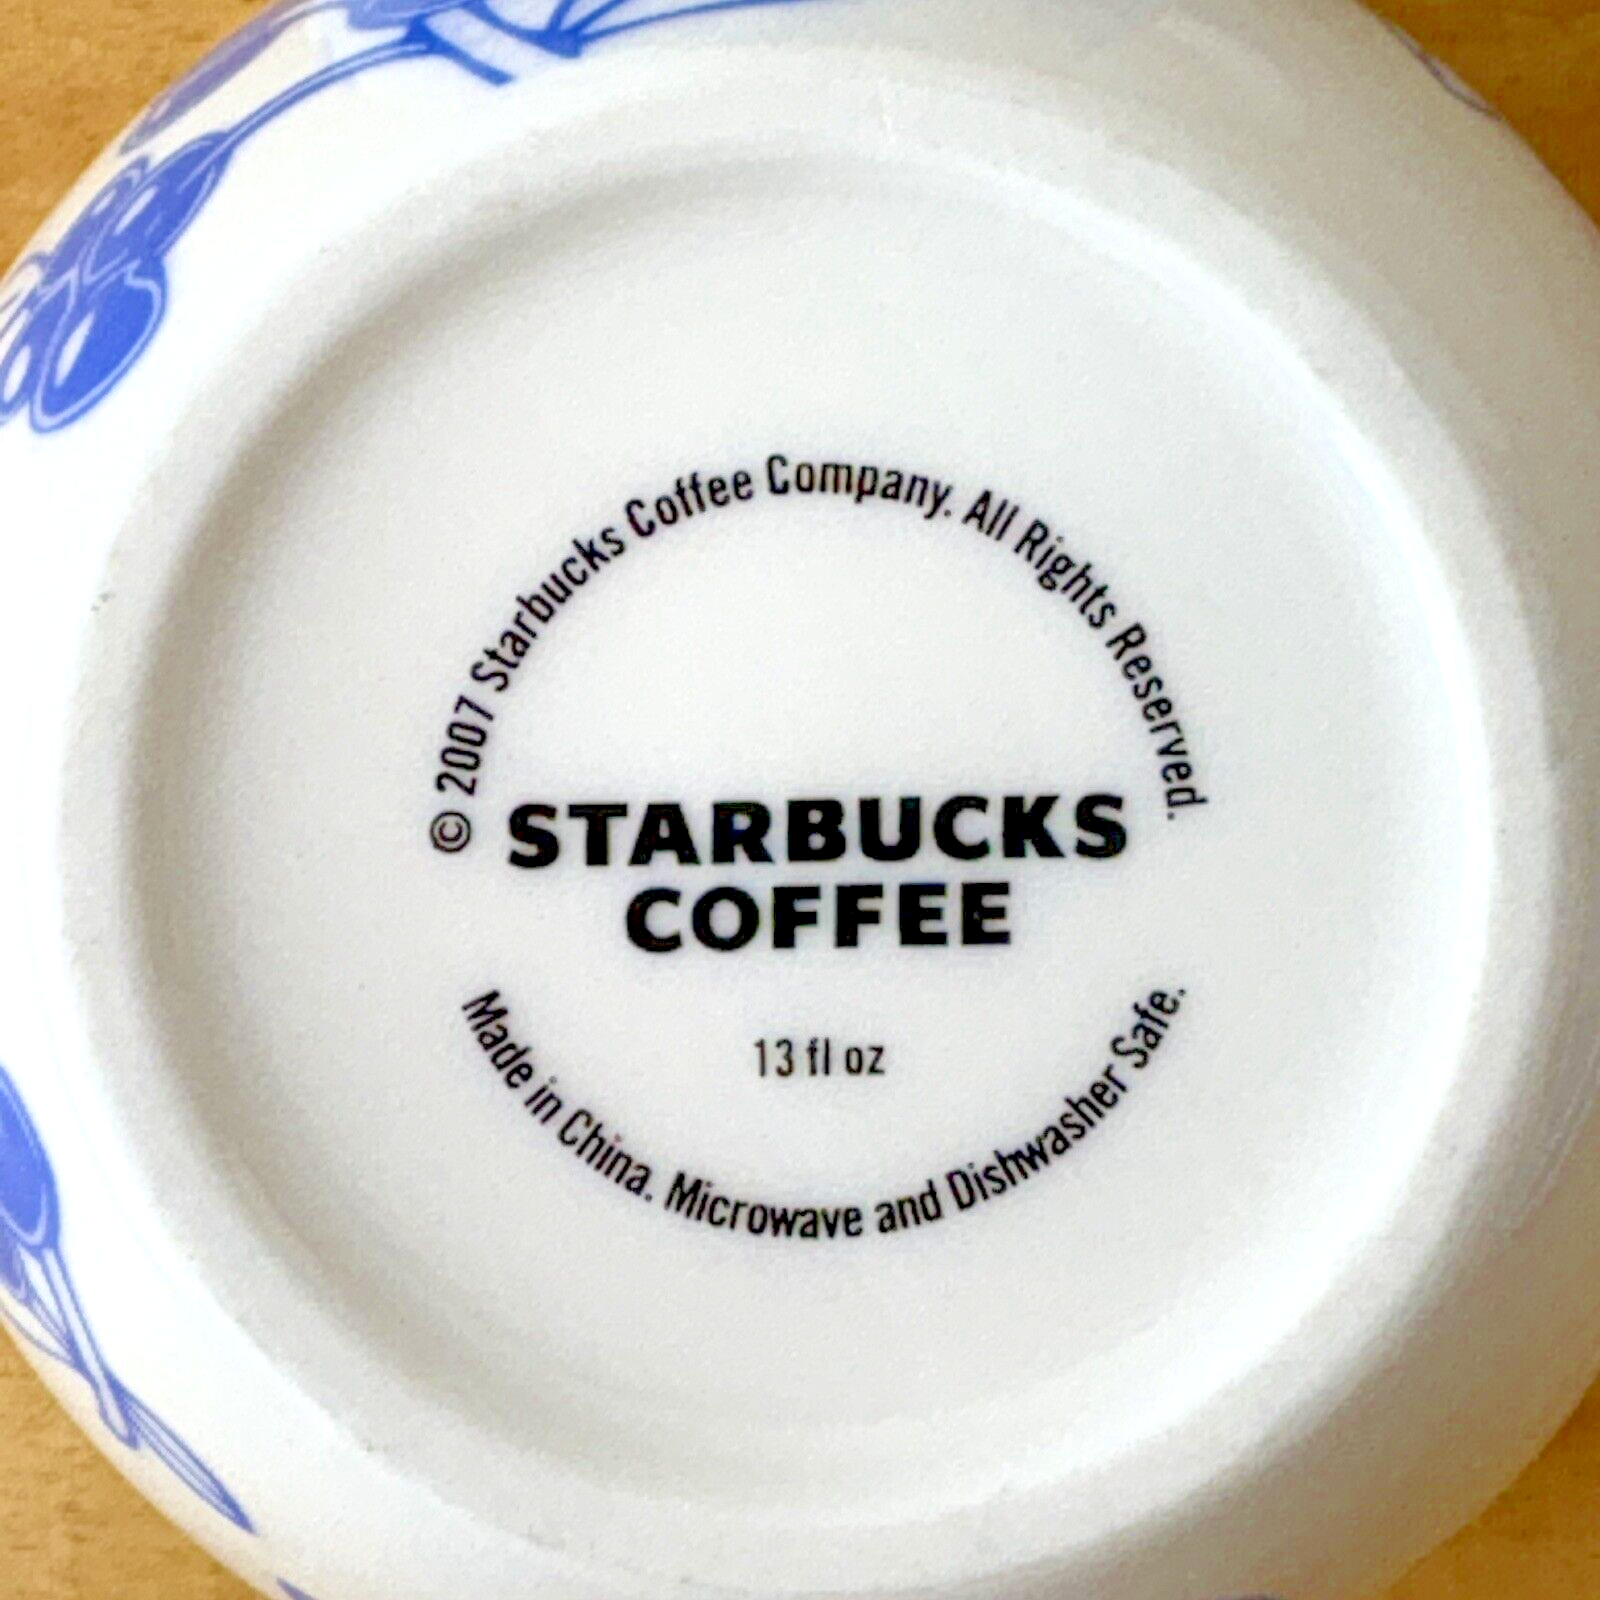 © 2007 Starbucks Coffee Company. All Rights Reserved.
STARBUCKS
COFFEE
13 fl oz
Made in China. Microwave and Dishwasher Safe.